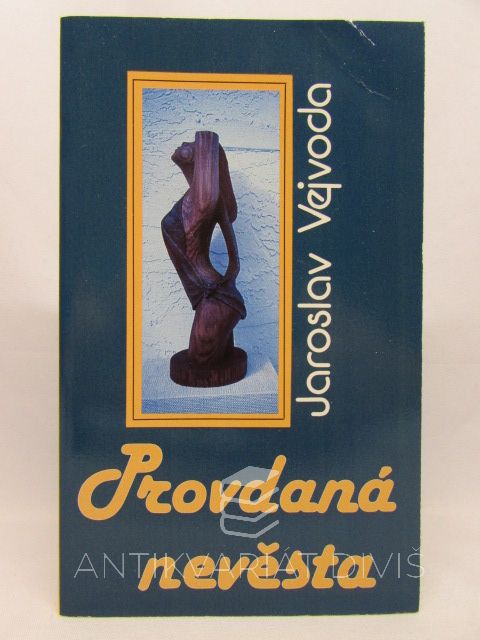 Jaroslav Vejvoda
Provdaná
nevěsta
ANTIKVARIÁT DIVIŠ